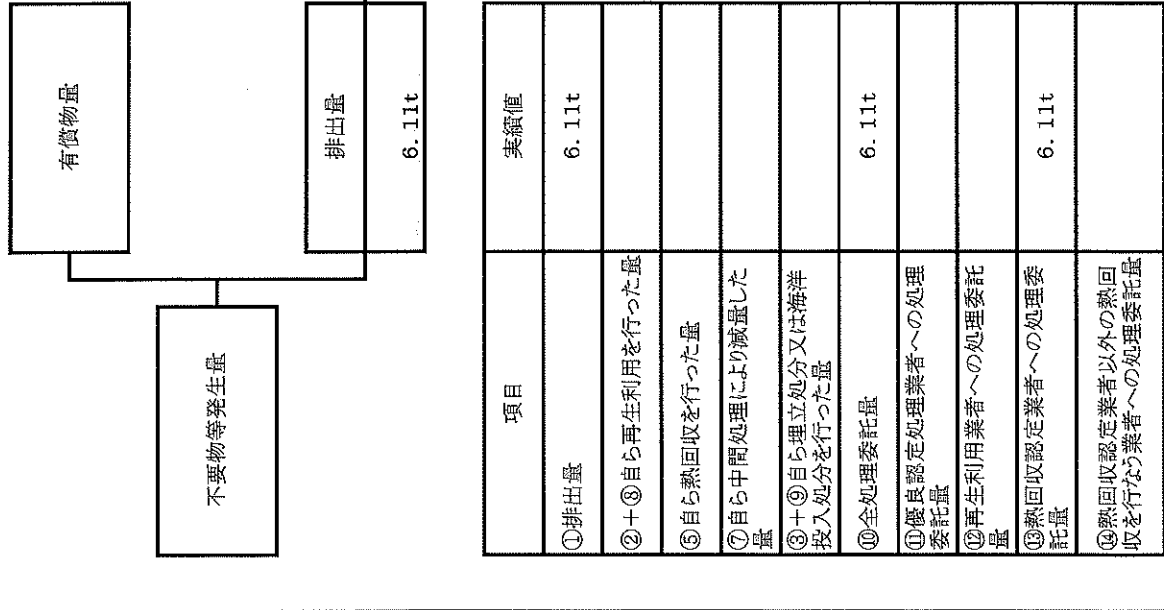 有償物量
不要物等発生量
排出量
6.11t
項目
実績値
①排出量
6.11t
②＋⑧自ら再生利用を行った量
⑤自ら熱回収を行った量
⑦自ら中間処理により減量した
量
③＋⑨自ら埋立処分又は海洋
投入処分を行った量
⑩全処理委託量
6.11t
⑪優良認定処理業者への処理
委託量
⑫再生利用業者への処理委託
量
⑬熱回収認定業者への処理委
託量
6.11t
⑭熱回収認定業者以外の熱回
収を行なう業者への処理委託量